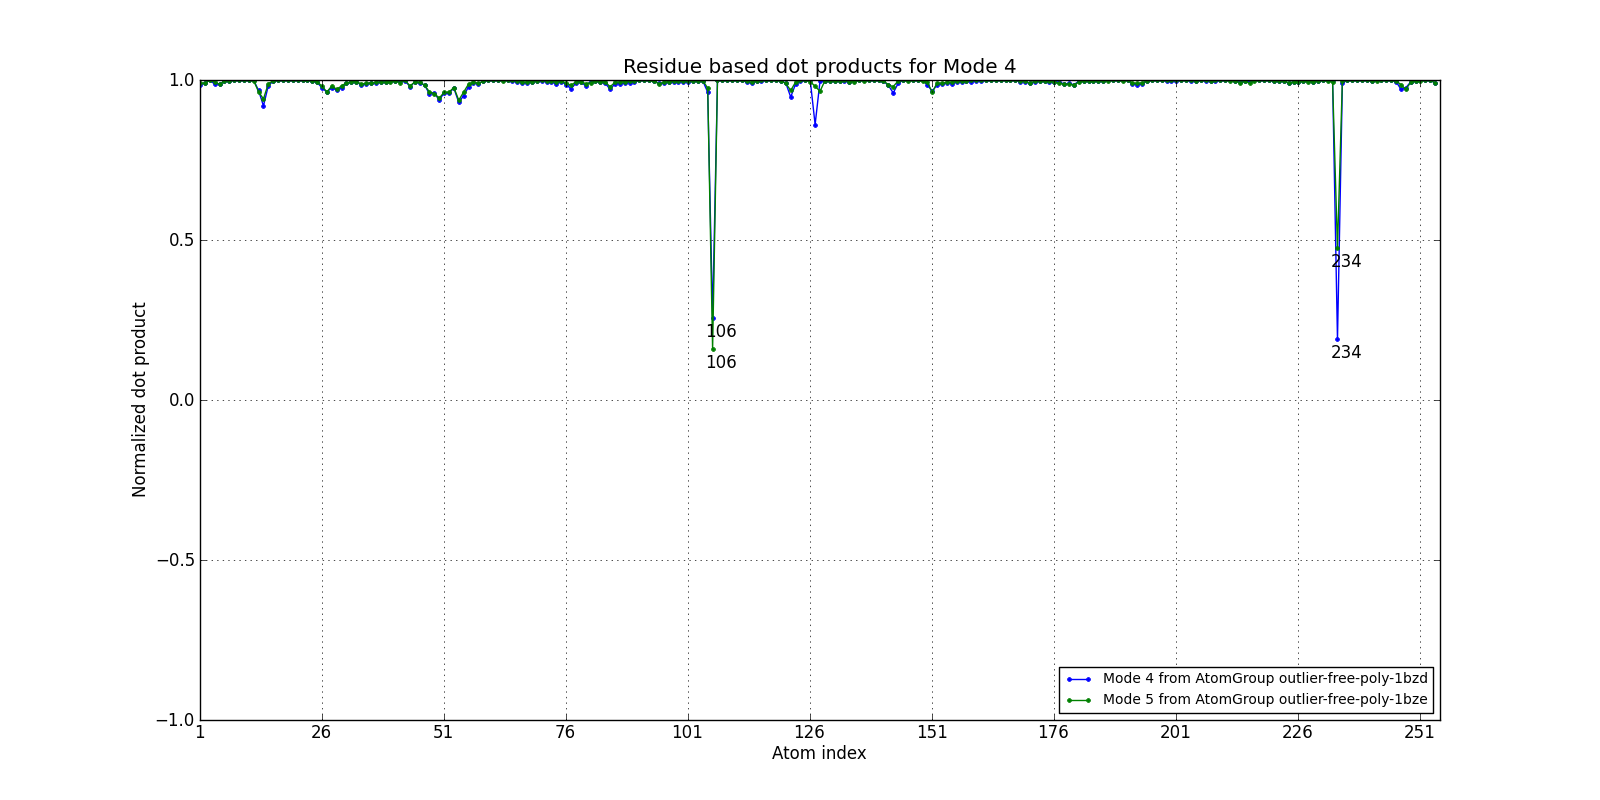 Residue based dot products for Mode 4
1.0
0.5
0.0
−0.5
−1.0
Normalized dot product
234
106
234
106
Mode 4 from AtomGroup outlier-free-poly-1bzd
Mode 5 from AtomGroup outlier-free-poly-1bze
1 26 51 76 101 126 151 176 201 226 251
Atom index